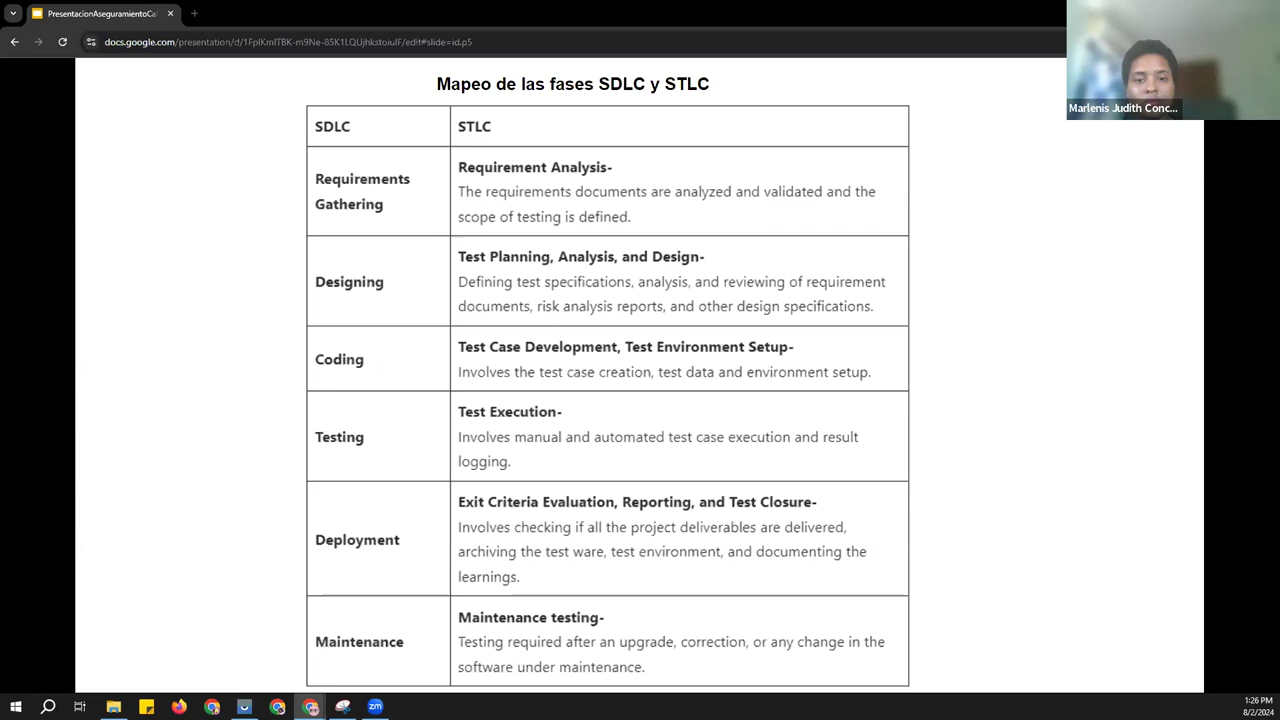 PresentacionAseguramientoCa
docs.google.com/presentation/d/1FpIKmITBK-m9Ne-85K1LQUjhkstoiuIF/edit#slide=id.p5
Marlenis Judith Conc...
Mapeo de las fases SDLC y STLC
SDLC
STLC
Requirements
Gathering
Requirement Analysis-
The requirements documents are analyzed and validated and the
scope of testing is defined.
Designing
Test Planning, Analysis, and Design-
Defining test specifications, analysis, and reviewing of requirement
documents, risk analysis reports, and other design specifications.
Coding
Test Case Development, Test Environment Setup-
Involves the test case creation, test data and environment setup.
Testing
Test Execution-
Involves manual and automated test case execution and result
logging.
Deployment
Exit Criteria Evaluation, Reporting, and Test Closure-
Involves checking if all the project deliverables are delivered,
archiving the test ware, test environment, and documenting the
learnings.
Maintenance
Maintenance testing-
Testing required after an upgrade, correction, or any change in the
software under maintenance.
zm
1:26 PM
8/2/2024